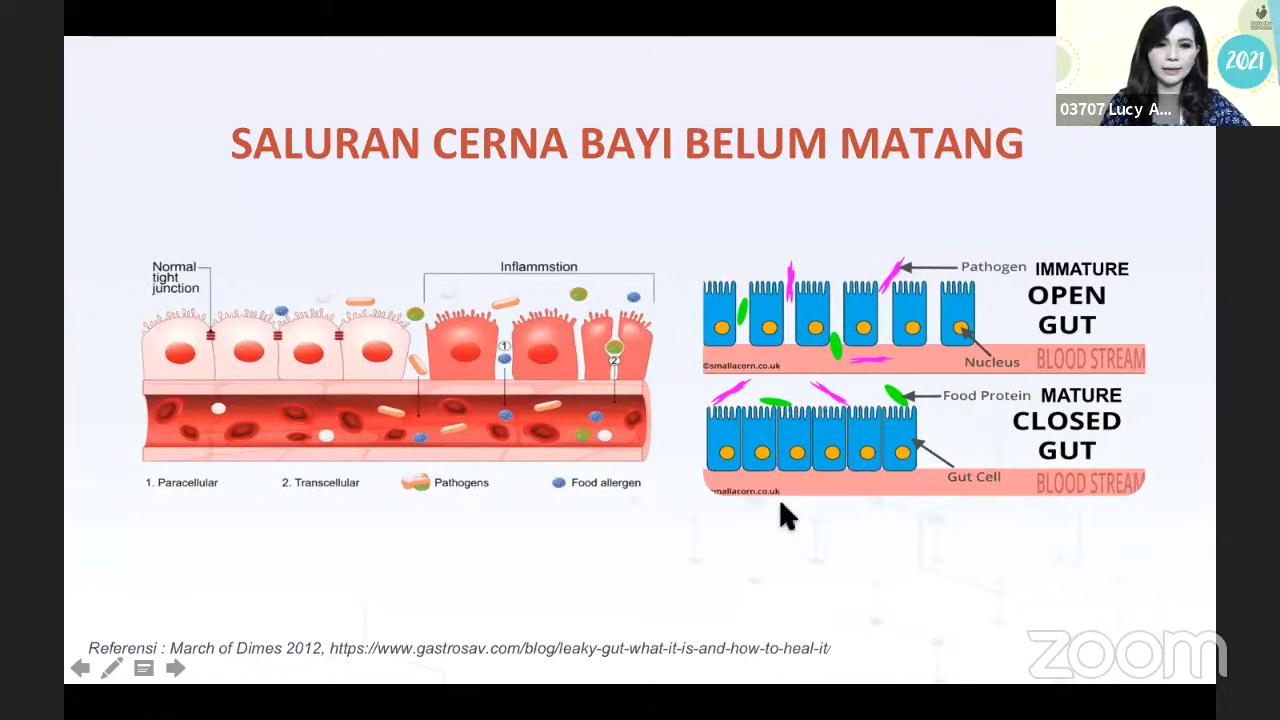 2021
03707 Lucy A...
SALURAN CERNA BAYI BELUM MATANG
Normal
tight
junction
Inflammstion
1
2
1. Paracellular
2. Transcellular
Pathogens
Food allergen
Pathogen
IMMATURE
OPEN
GUT
Nucleus
BLOOD STREAM
©smallacorn.co.uk
Food Protein
MATURE
CLOSED
GUT
Gut Cell
BLOOD STREAM
smallacorn.co.uk
Referensi : March of Dimes 2012, https://www.gastrosav.com/blog/leaky-gut-what-it-is-and-how-to-heal-it/
zoom